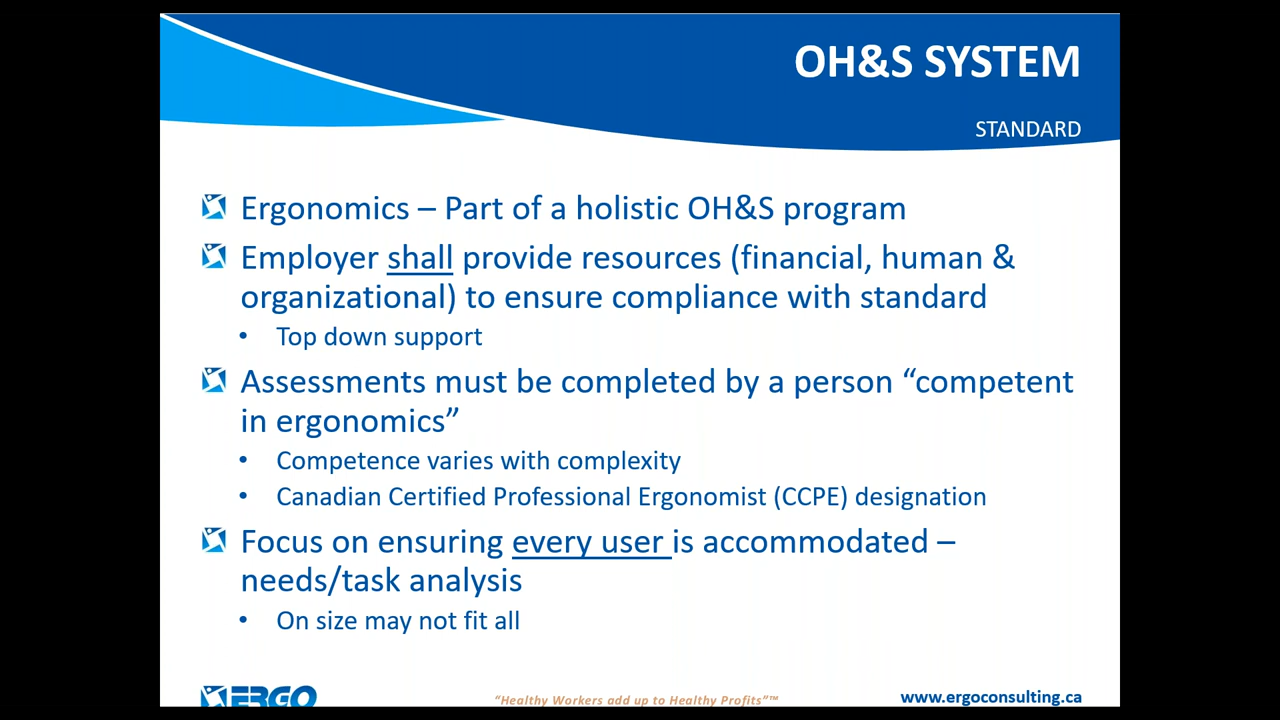 OH&S SYSTEM
STANDARD
Ergonomics – Part of a holistic OH&S program
Employer shall provide resources (financial, human &
organizational) to ensure compliance with standard
• Top down support
Assessments must be completed by a person “competent
in ergonomics”
• Competence varies with complexity
• Canadian Certified Professional Ergonomist (CCPE) designation
Focus on ensuring every user is accommodated –
needs/task analysis
• On size may not fit all
ERGO
“Healthy Workers add up to Healthy Profits”™
www.ergoconsulting.ca